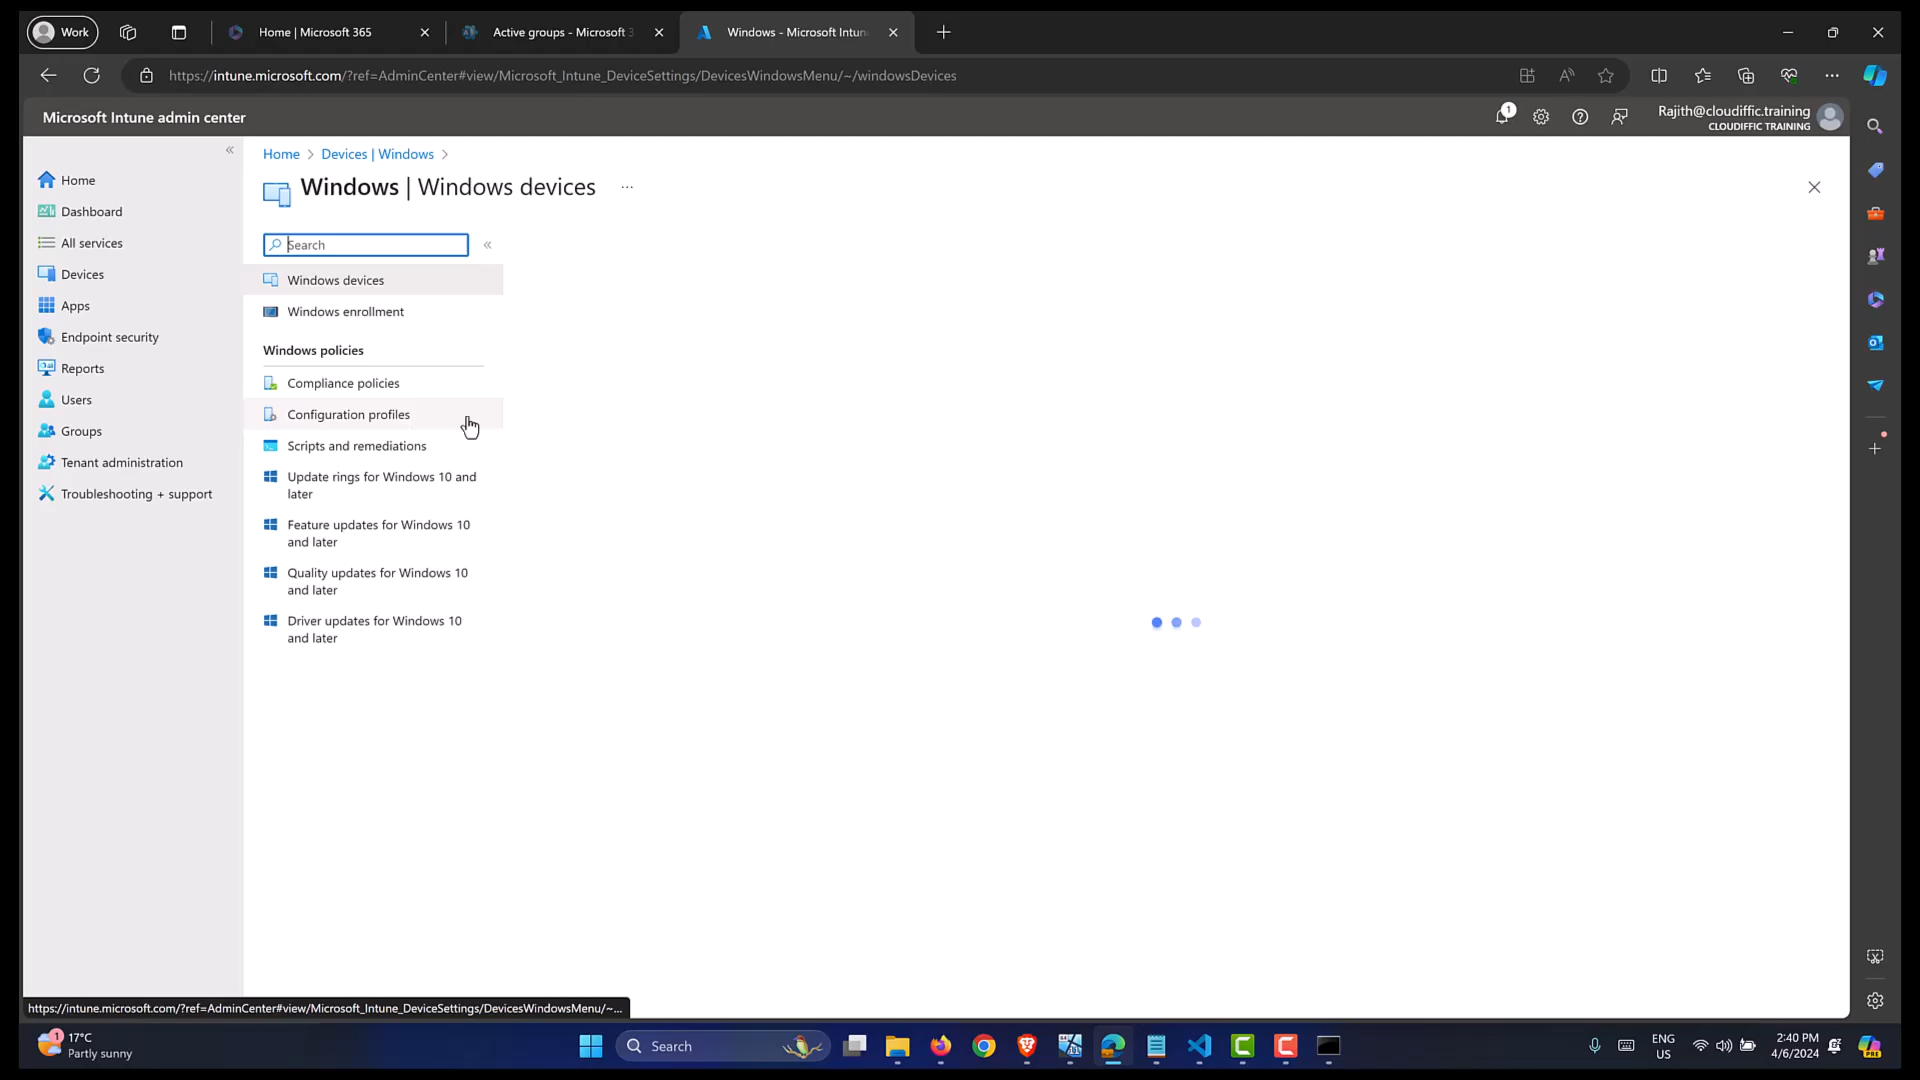 Work
Home | Microsoft 365
Active groups - Microsoft 3
Windows - Microsoft Intun
https://intune.microsoft.com/?ref=AdminCenter#view/Microsoft_Intune_DeviceSettings/DevicesWindowsMenu/~/windowsDevices
Microsoft Intune admin center
1
Rajith@cloudiffic.training
CLOUDIFFIC TRAINING
Home
Dashboard
All services
Devices
Apps
Endpoint security
Reports
Users
Groups
Tenant administration
Troubleshooting + support
Home > Devices | Windows >
Windows | Windows devices
...
Search
Windows devices
Windows enrollment
Windows policies
Compliance policies
Configuration profiles
Scripts and remediations
Update rings for Windows 10 and
later
Feature updates for Windows 10
and later
Quality updates for Windows 10
and later
Driver updates for Windows 10
and later
https://intune.microsoft.com/?ref=AdminCenter#view/Microsoft_Intune_DeviceSettings/DevicesWindowsMenu/~...
1
17°C
Partly sunny
Search
ENG
US
2:40 PM
4/6/2024
PRE